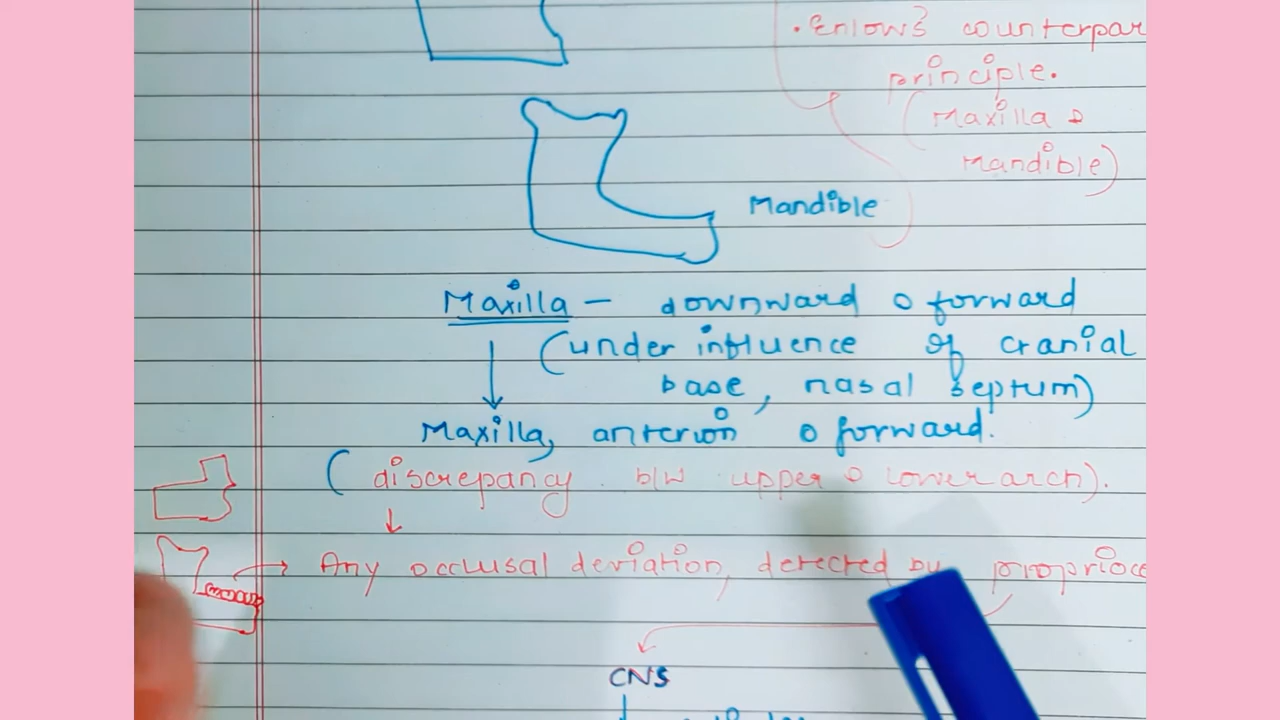 • Enlow's counterpar
principle.
(Maxilla &
mandible)
Mandible
Maxilla – downward & forward
(under influence of cranial
base, nasal septum)
Maxilla, anterior & forward.
(discrepancy b/w upper & lower arch).
Any occlusal deviation, detected by proprioce
CNS